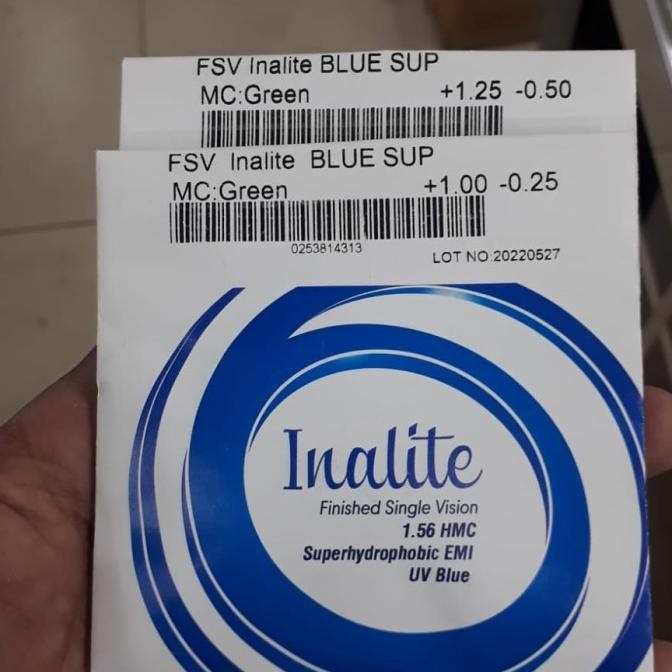 FSV Inalite BLUE SUP
MC:Green +1.25 -0.50
FSV Inalite BLUE SUP
MC:Green +1.00 -0.25
0253814313
LOT NO:20220527
Inalite
Finished Single Vision
1.56 HMC
Superhydrophobic EMI
UV Blue